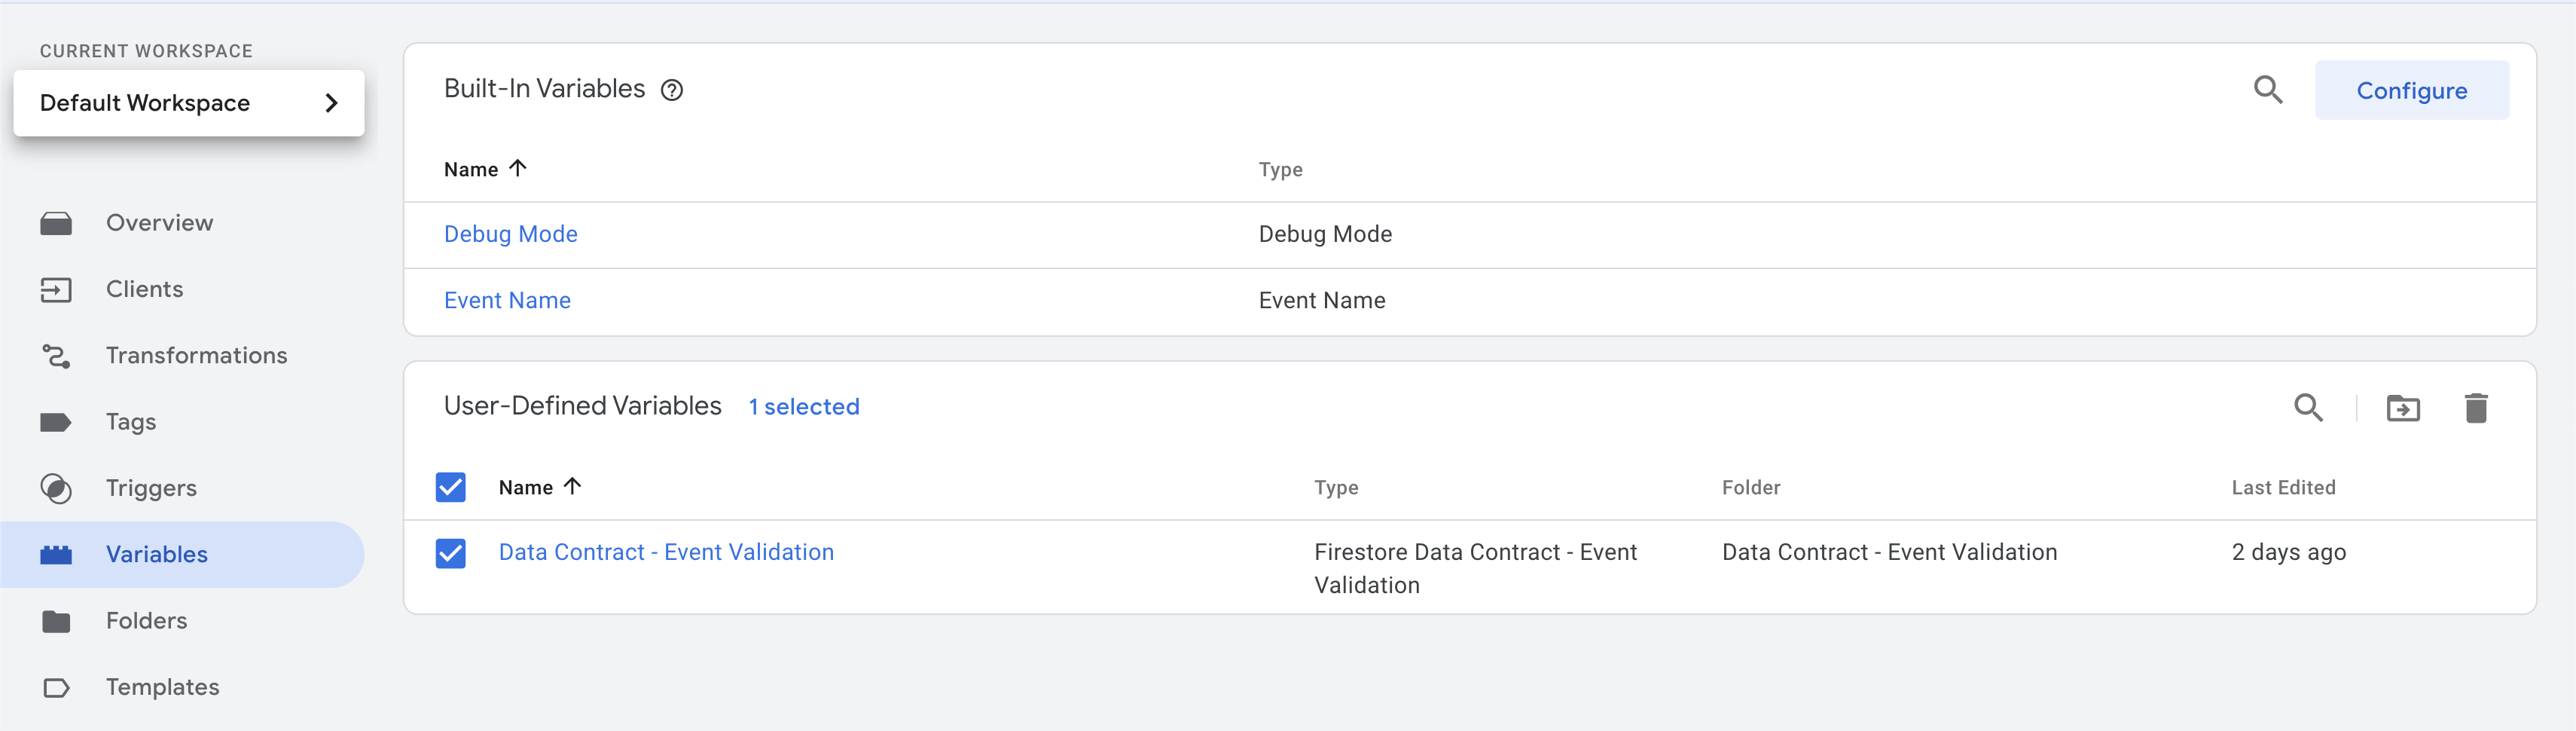 CURRENT WORKSPACE
Default Workspace
Overview
Clients
Transformations
Tags
Triggers
Variables
Folders
Templates
Built-In Variables
Configure
Name Type
Debug Mode Debug Mode
Event Name Event Name
User-Defined Variables 1 selected
Name Type Folder Last Edited
Data Contract - Event Validation Firestore Data Contract - Event Data Contract - Event Validation 2 days ago
Validation